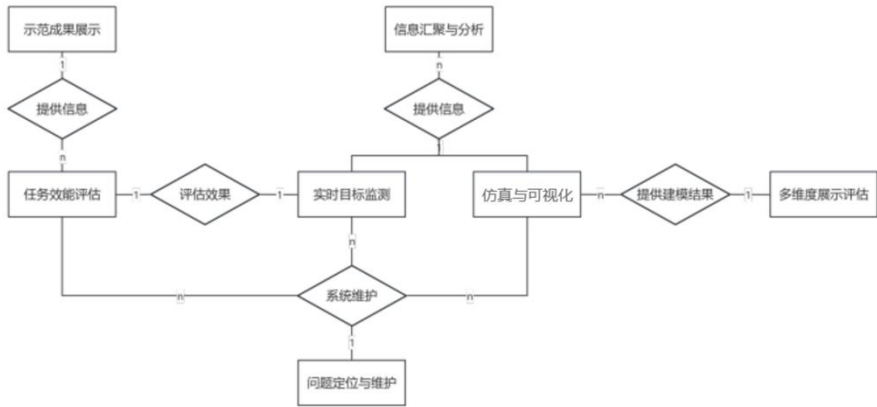 示范成果展示
信息汇聚与分析
1
n
提供信息
提供信息
n
1
任务效能评估
1
评估效果
1
实时目标监测
仿真与可视化
n
提供建模结果
1
多维度展示评估
n
n
系统维护
n
1
问题定位与维护